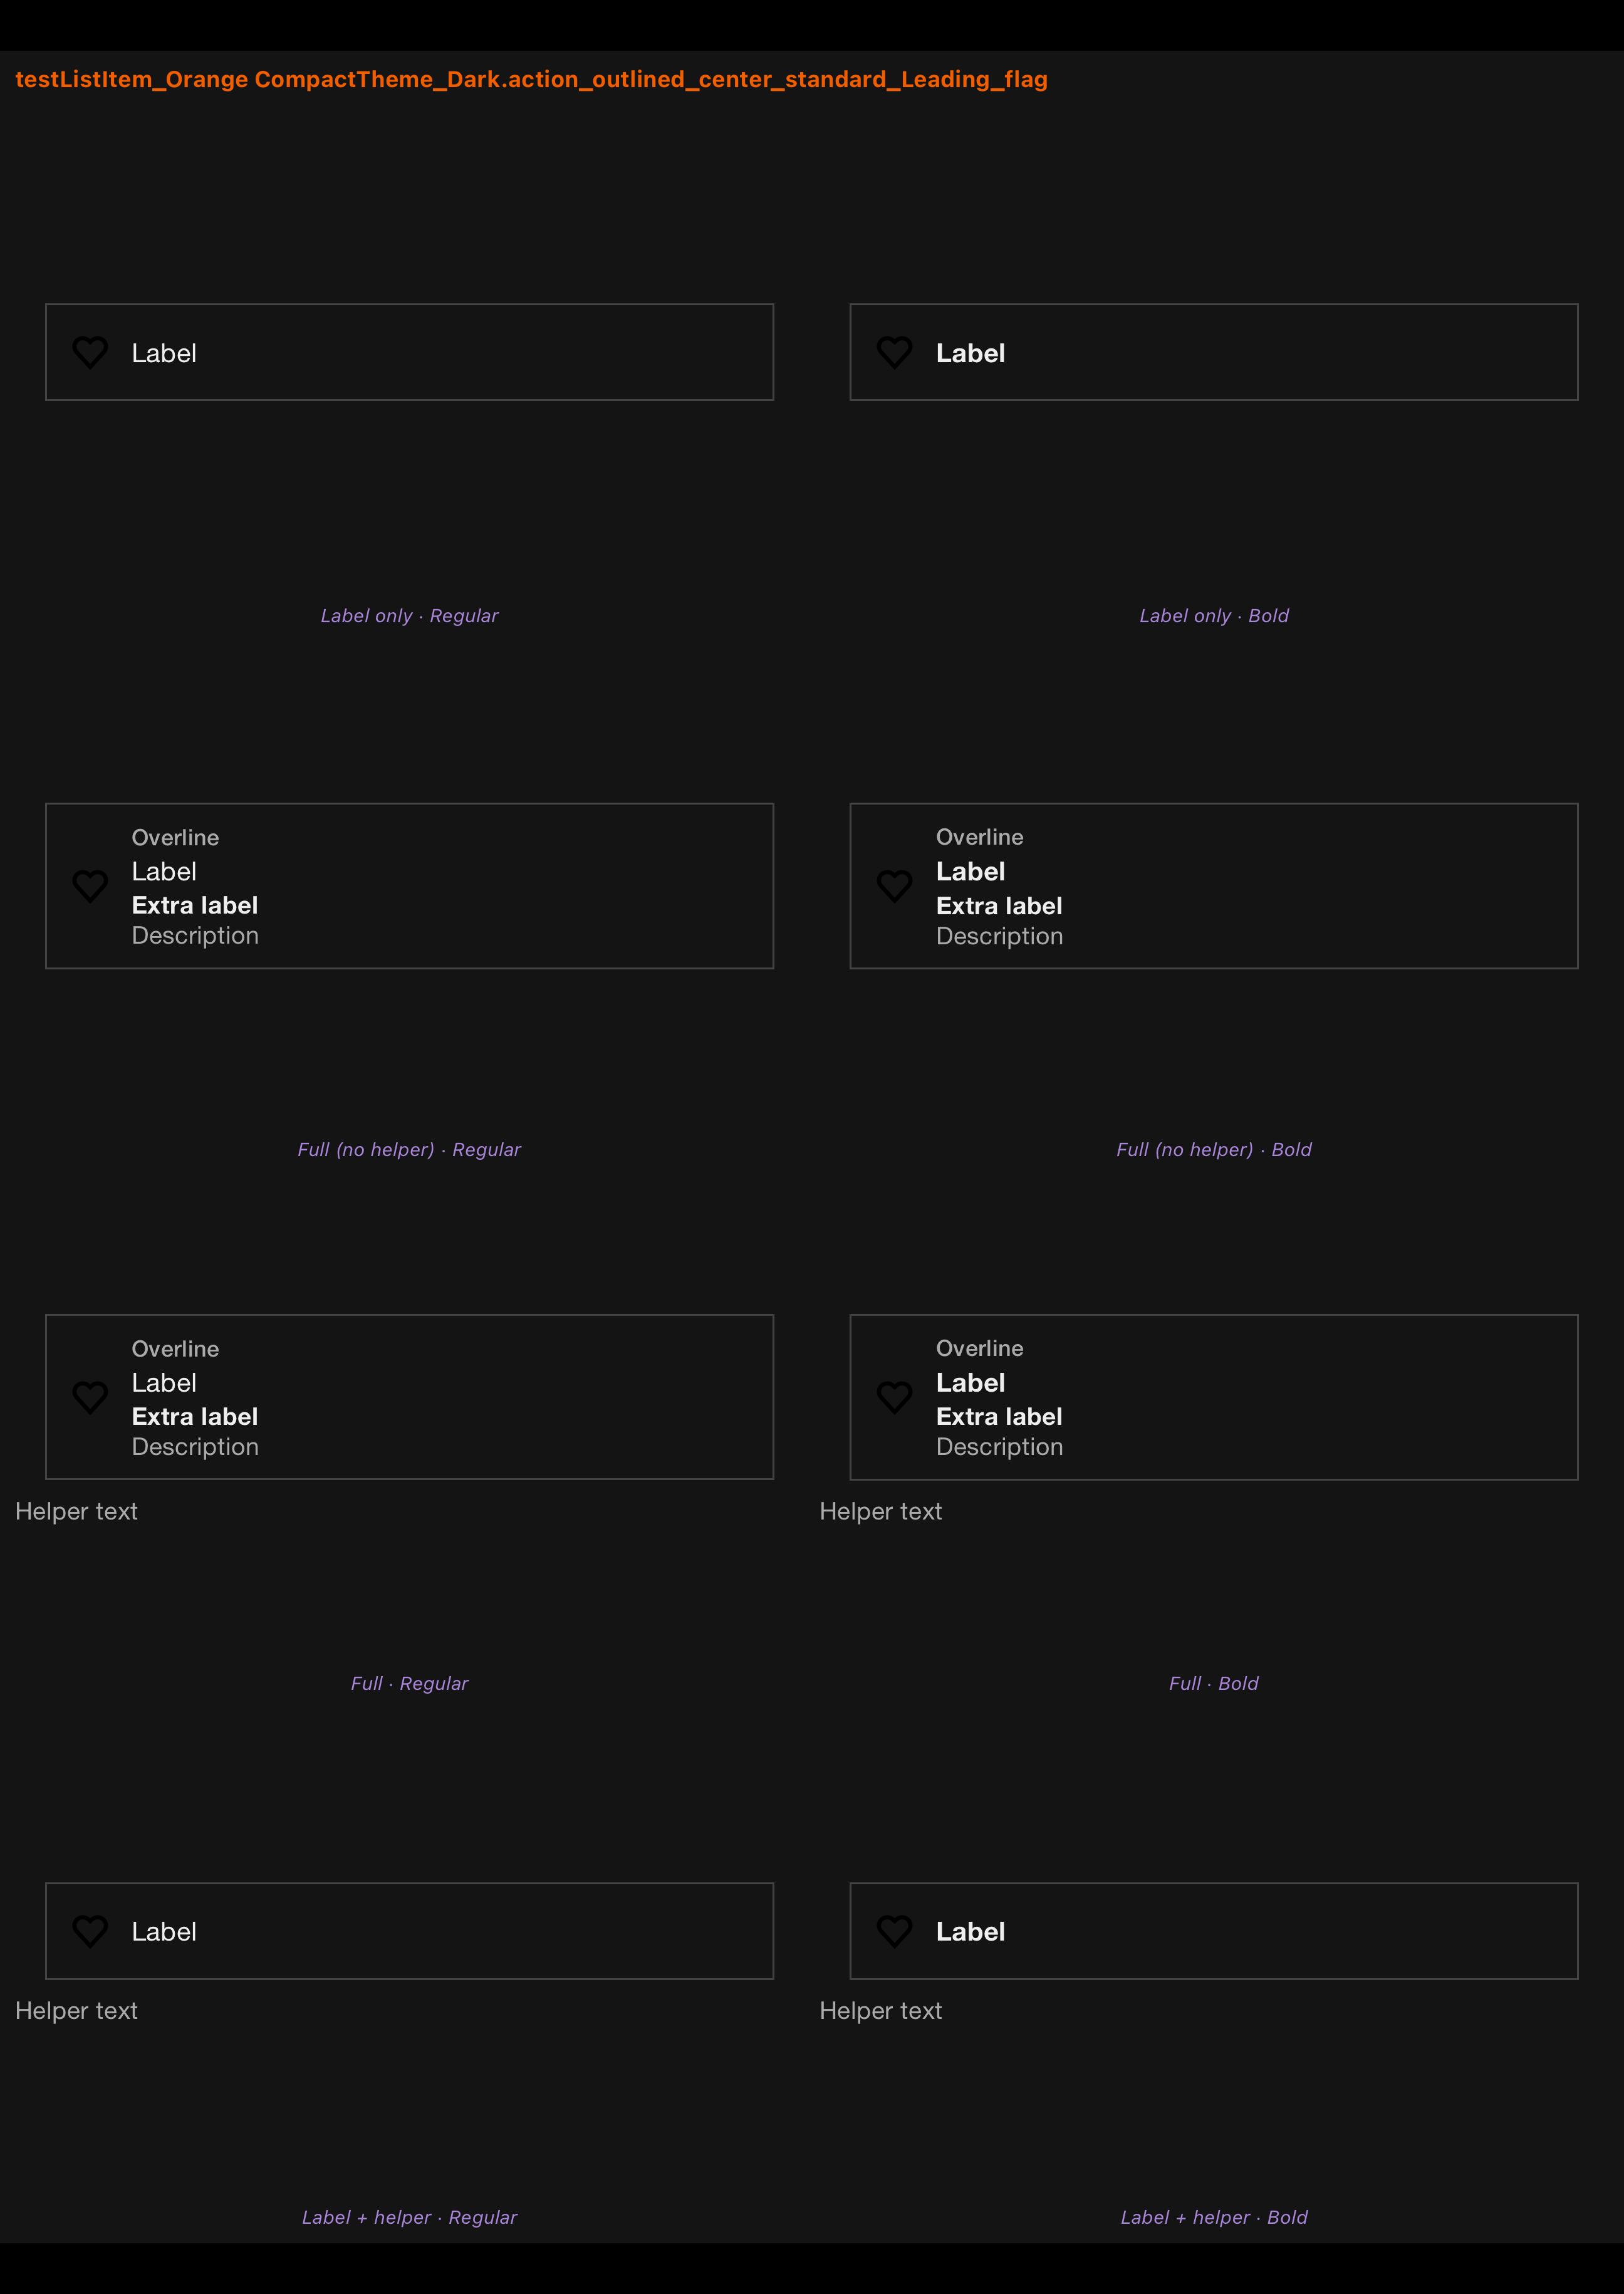 testListItem_Orange CompactTheme_Dark.action_outlined_center_standard_Leading_flag
Label
Label
Label only · Regular
Label only · Bold
Overline
Label
Extra label
Description
Overline
Label
Extra label
Description
Full (no helper) · Regular
Full (no helper) · Bold
Overline
Label
Extra label
Description
Helper text
Overline
Label
Extra label
Description
Helper text
Full · Regular
Full · Bold
Label
Helper text
Label
Helper text
Label + helper · Regular
Label + helper · Bold